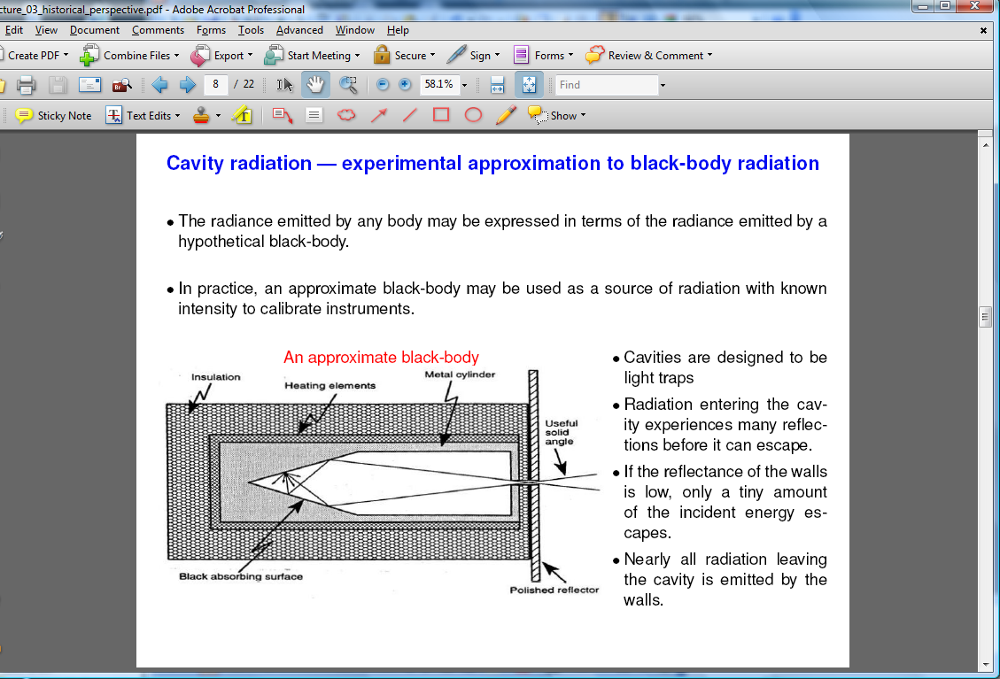 cture_03_historical_perspective.pdf - Adobe Acrobat Professional
Edit View Document Comments Forms Tools Advanced Window Help
Create PDF Combine Files Export Start Meeting Secure Sign Forms Review & Comment
Br 8 / 22 58.1% Find
Sticky Note Text Edits Show
Cavity radiation — experimental approximation to black-body radiation
• The radiance emitted by any body may be expressed in terms of the radiance emitted by a
hypothetical black-body.
• In practice, an approximate black-body may be used as a source of radiation with known
intensity to calibrate instruments.
An approximate black-body
Insulation
Heating elements
Metal cylinder
Useful
solid
angle
Black absorbing surface
Polished reflector
• Cavities are designed to be
light traps
• Radiation entering the cav-
ity experiences many reflec-
tions before it can escape.
• If the reflectance of the walls
is low, only a tiny amount
of the incident energy es-
capes.
• Nearly all radiation leaving
the cavity is emitted by the
walls.